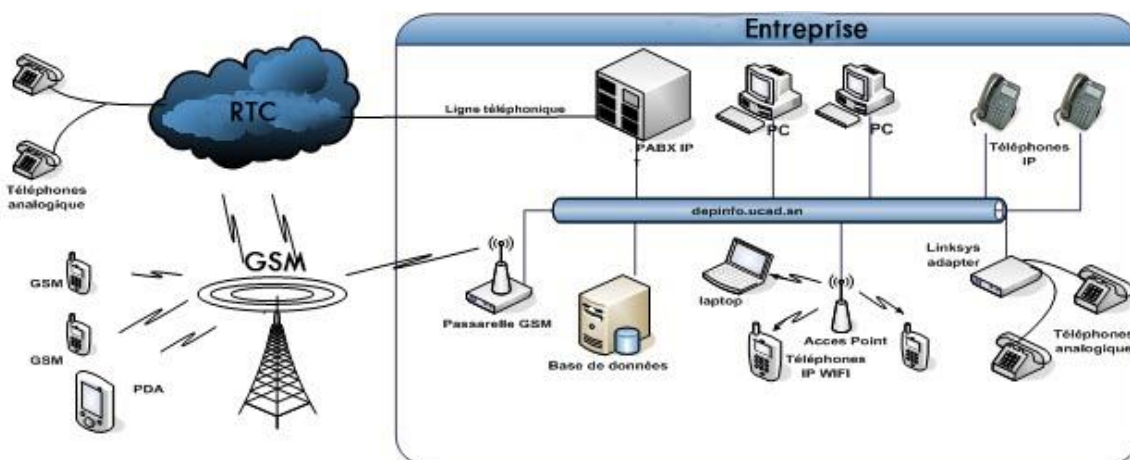 Entreprise
RTC
Ligne téléphonique
PABX IP
PC
PC
Téléphones
IP
Téléphones
analogique
depinfo.ucad.sn
GSM
GSM
GSM
PDA
Passarelle GSM
Base de données
laptop
Acces Point
Téléphones
IP WIFI
Linksys
adapter
Téléphones
analogique